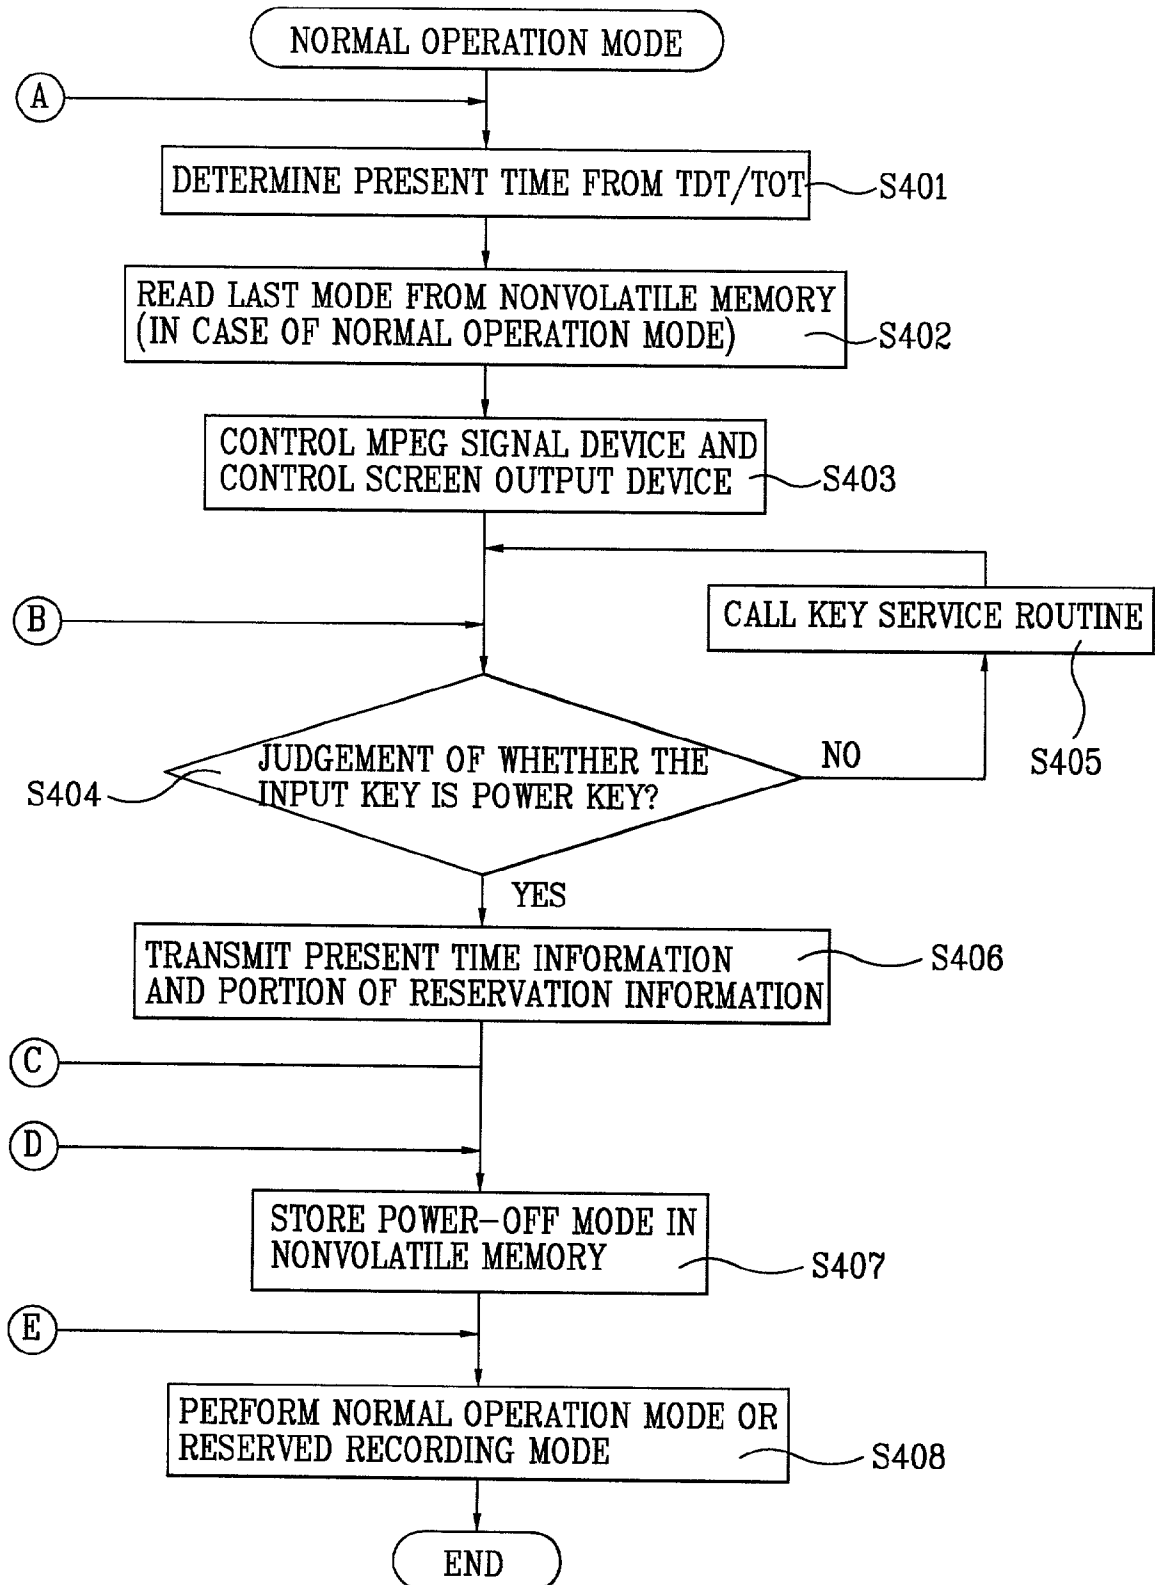 NORMAL OPERATION MODE
A
DETERMINE PRESENT TIME FROM TDT/TOT
S401
READ LAST MODE FROM NONVOLATILE MEMORY
(IN CASE OF NORMAL OPERATION MODE)
S402
CONTROL MPEG SIGNAL DEVICE AND
CONTROL SCREEN OUTPUT DEVICE
S403
B
CALL KEY SERVICE ROUTINE
S405
JUDGEMENT OF WHETHER THE
INPUT KEY IS POWER KEY?
S404
NO
YES
TRANSMIT PRESENT TIME INFORMATION
AND PORTION OF RESERVATION INFORMATION
S406
C
D
STORE POWER-OFF MODE IN
NONVOLATILE MEMORY
S407
E
PERFORM NORMAL OPERATION MODE OR
RESERVED RECORDING MODE
S408
END